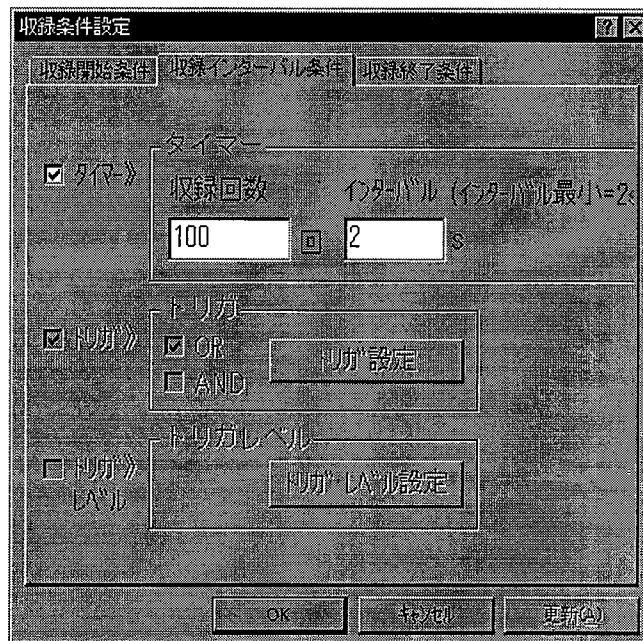 収録条件設定
収録開始条件 収録インターバル条件 収録終了条件
タイマー
ﾀｲﾏｰ》
収録回数 ｲﾝﾀｰﾊﾞﾙ (ｲﾝﾀｰﾊﾞﾙ最小=2s
100 回 2 S
トリガ
ﾄﾘｶﾞ》
OR
AND
ﾄﾘｶﾞ設定
トリガレベル
ﾄﾘｶﾞ》
ﾚﾍﾞﾙ
ﾄﾘｶﾞ･ﾚﾍﾞﾙ設定
OK ｷｬﾝｾﾙ 更新(A)